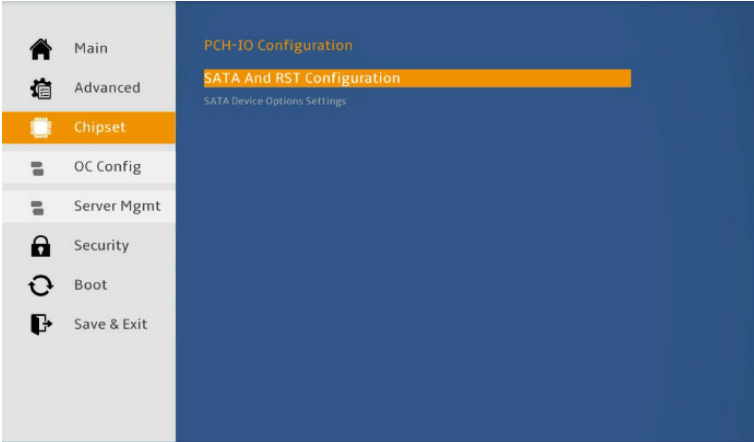 Main
Advanced
Chipset
OC Config
Server Mgmt
Security
Boot
Save & Exit
PCH-IO Configuration
SATA And RST Configuration
SATA Device Options Settings